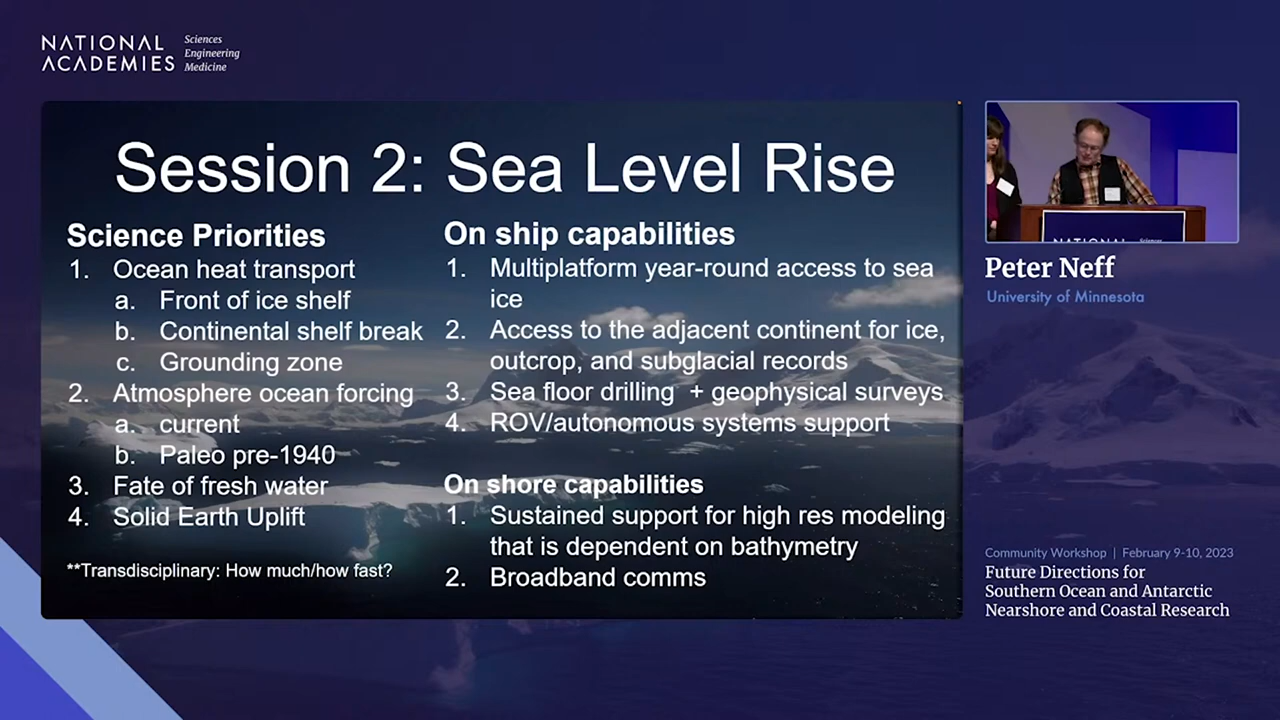 NATIONAL
ACADEMIES
Sciences
Engineering
Medicine
Session 2: Sea Level Rise
Science Priorities
1. Ocean heat transport
a. Front of ice shelf
b. Continental shelf break
c. Grounding zone
2. Atmosphere ocean forcing
a. current
b. Paleo pre-1940
3. Fate of fresh water
4. Solid Earth Uplift
**Transdisciplinary: How much/how fast?
On ship capabilities
1. Multiplatform year-round access to sea
ice
2. Access to the adjacent continent for ice,
outcrop, and subglacial records
3. Sea floor drilling + geophysical surveys
4. ROV/autonomous systems support
On shore capabilities
1. Sustained support for high res modeling
that is dependent on bathymetry
2. Broadband comms
NATIONAL Sciences
Peter Neff
University of Minnesota
Community Workshop | February 9-10, 2023
Future Directions for
Southern Ocean and Antarctic
Nearshore and Coastal Research